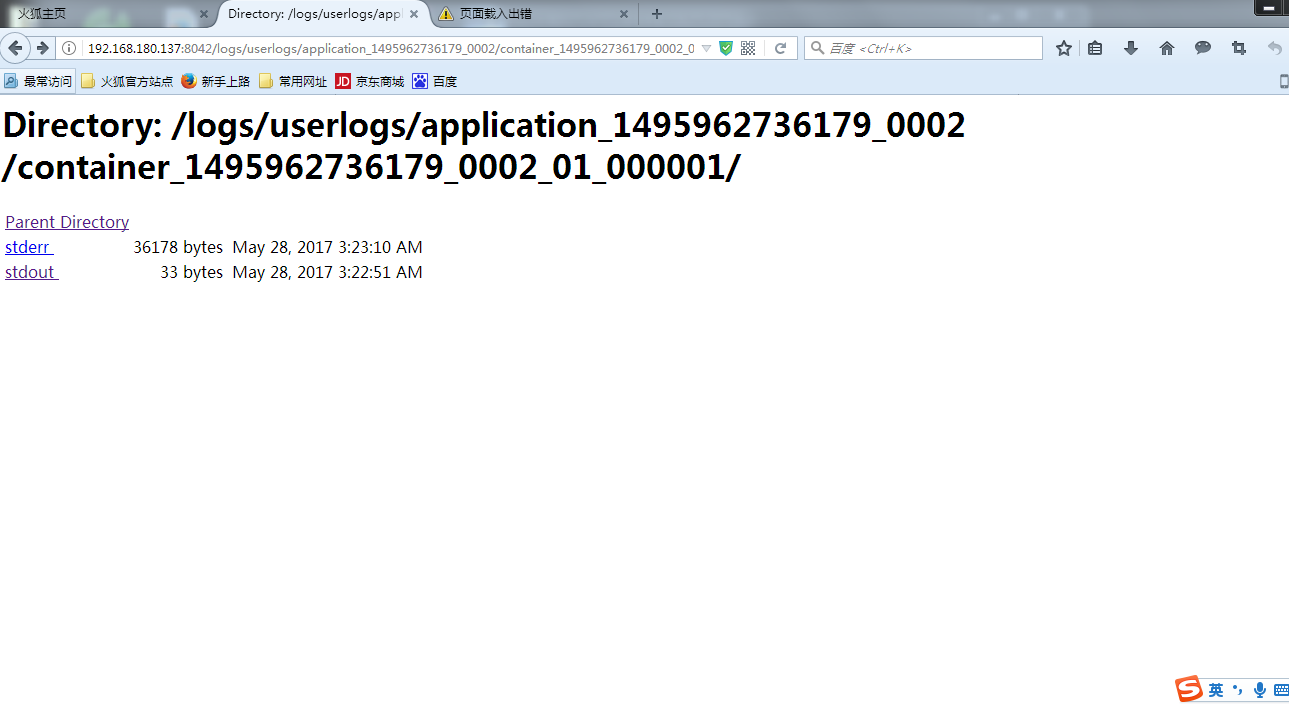 火狐主页
Directory: /logs/userlogs/appl
页面载入出错
192.168.180.137:8042/logs/userlogs/application_1495962736179_0002/container_1495962736179_0002_0
百度 <Ctrl+K>
最常访问 火狐官方站点 新手上路 常用网址 JD 京东商城 百度
Directory: /logs/userlogs/application_1495962736179_0002
/container_1495962736179_0002_01_000001/
Parent Directory
stderr 36178 bytes May 28, 2017 3:23:10 AM
stdout 33 bytes May 28, 2017 3:22:51 AM
S 英